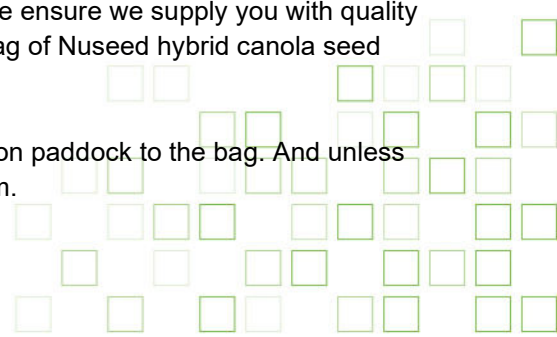 e ensure we supply you with quality
ag of Nuseed hybrid canola seed
on paddock to the bag. And unless